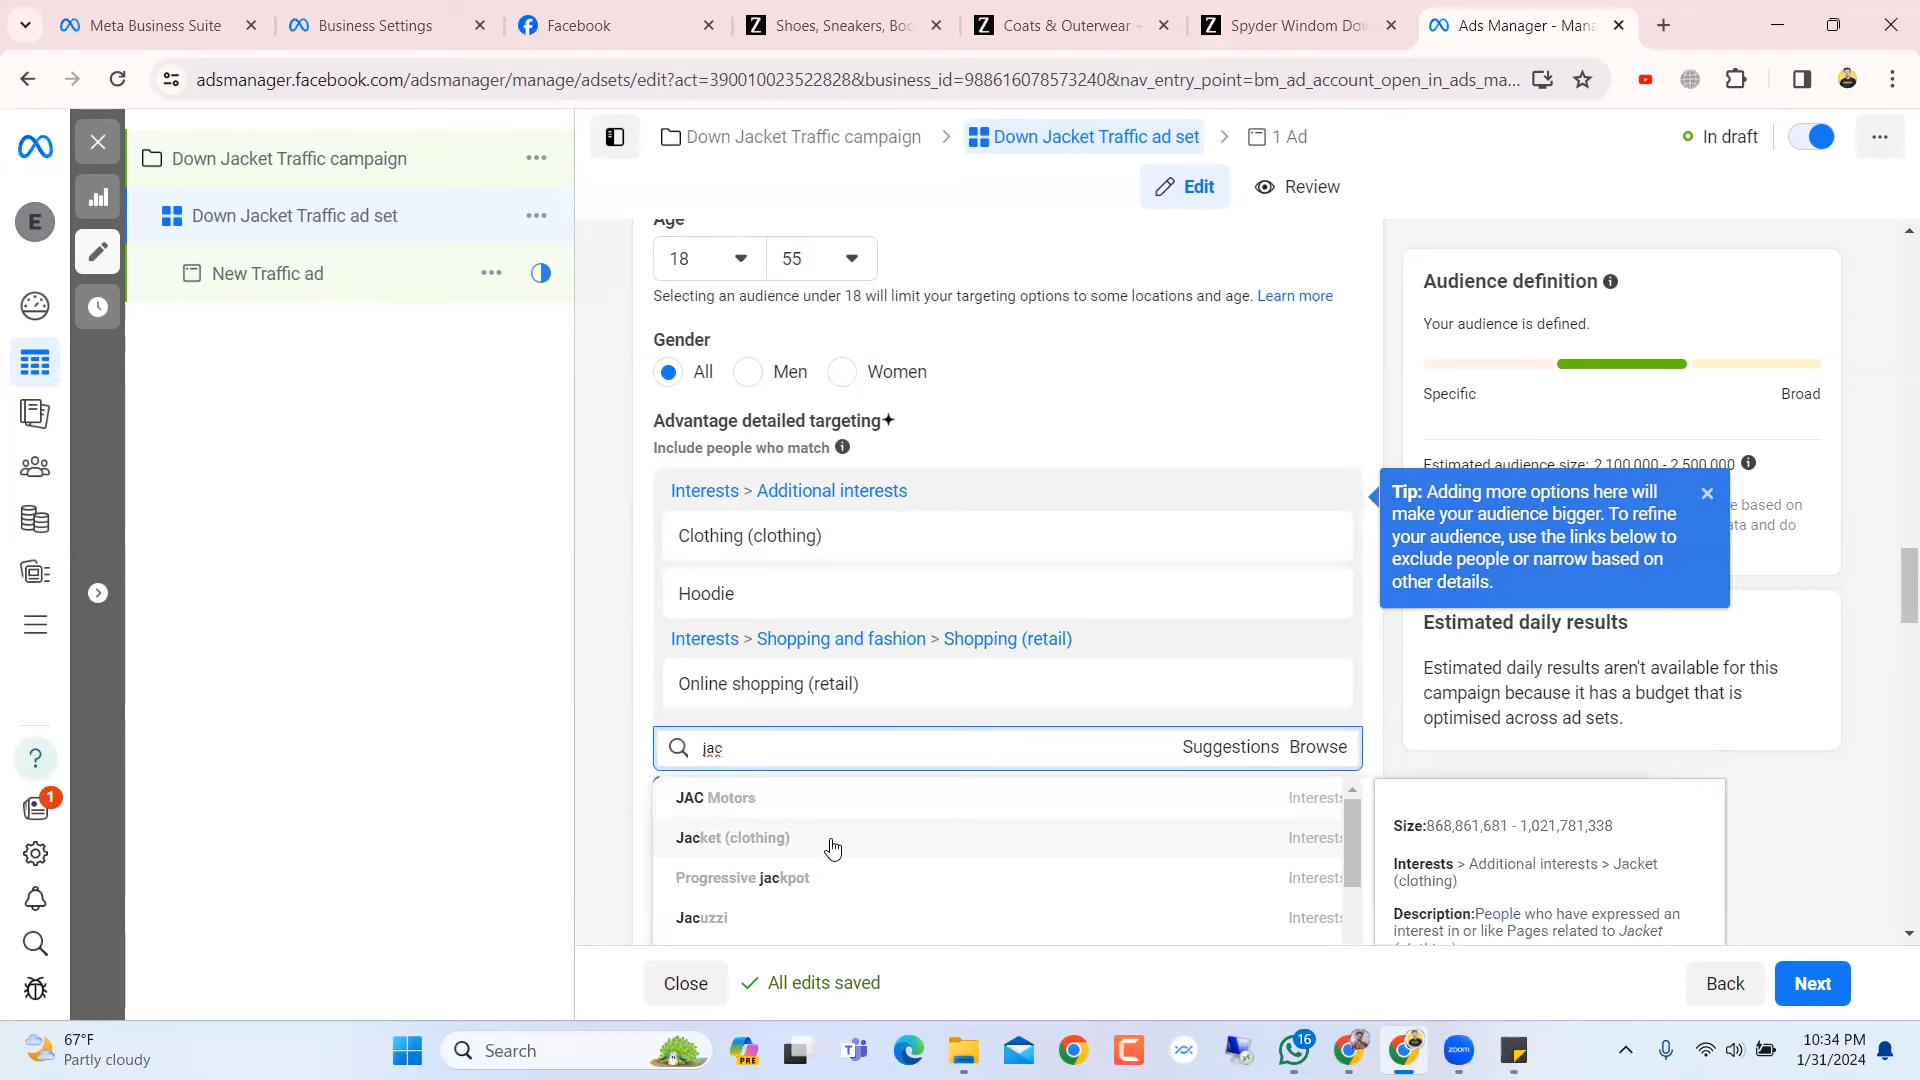 Meta Business Suite
Business Settings
Facebook
Shoes, Sneakers, Boo
Coats & Outerwear +
Spyder Windom Dow
Ads Manager - Mana
adsmanager.facebook.com/adsmanager/manage/adsets/edit?act=390010023522828&business_id=988616078573240&nav_entry_point=bm_ad_account_open_in_ads_ma...
Down Jacket Traffic campaign
Down Jacket Traffic ad set
New Traffic ad
E
?
1
Down Jacket Traffic campaign
Down Jacket Traffic ad set
1 Ad
In draft
Edit
Review
Age
18
55
Selecting an audience under 18 will limit your targeting options to some locations and age. Learn more
Gender
All
Men
Women
Advantage detailed targeting
Include people who match
Interests > Additional interests
Clothing (clothing)
Hoodie
Interests > Shopping and fashion > Shopping (retail)
Online shopping (retail)
jac
Suggestions
Browse
JAC Motors
Interests
Jacket (clothing)
Interests
Progressive jackpot
Interests
Jacuzzi
Interests
Audience definition
Your audience is defined.
Specific
Broad
Estimated audience size: 2,100,000 - 2,500,000
e based on
ata and do
Tip: Adding more options here will
make your audience bigger. To refine
your audience, use the links below to
exclude people or narrow based on
other details.
Estimated daily results
Estimated daily results aren't available for this
campaign because it has a budget that is
optimised across ad sets.
Size:868,861,681 - 1,021,781,338
Interests > Additional interests > Jacket
(clothing)
Description:People who have expressed an
interest in or like Pages related to Jacket
Close
All edits saved
Back
Next
67°F
Partly cloudy
Search
PRE
16
zoom
10:34 PM
1/31/2024